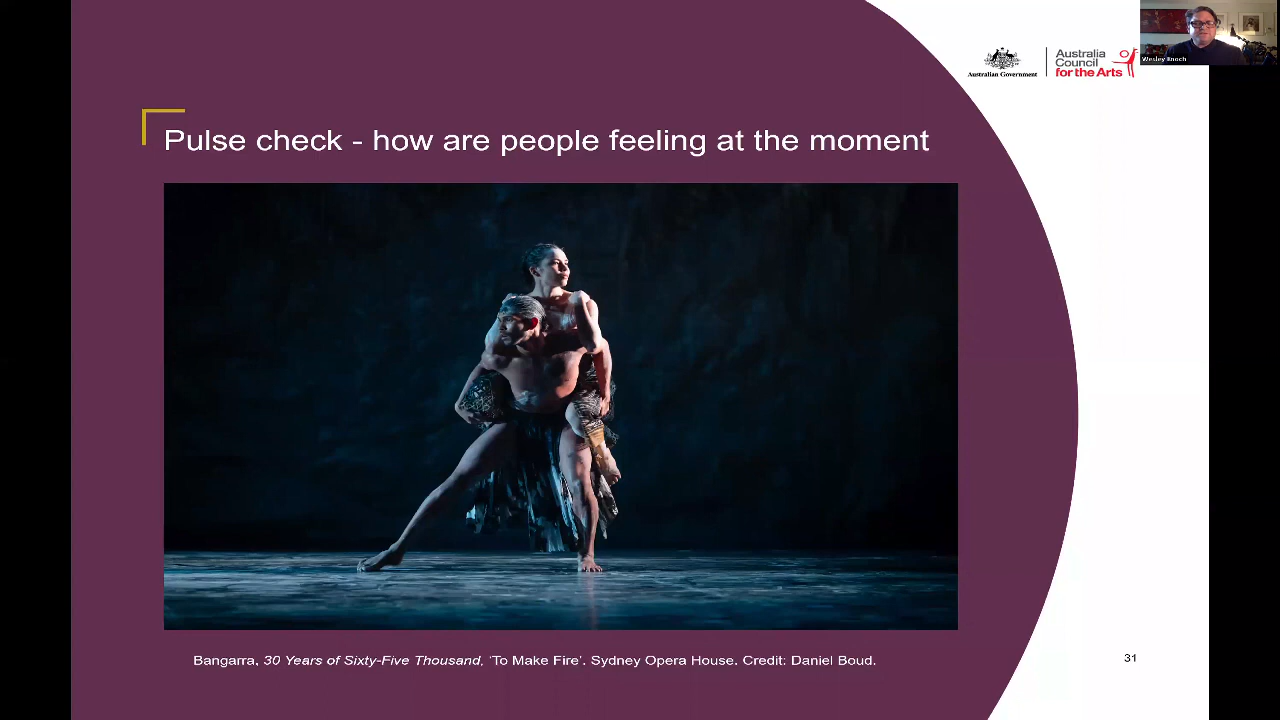 Australian Government
Australia
Council
for the Arts
Wesley Enoch
Pulse check - how are people feeling at the moment
Bangarra, 30 Years of Sixty-Five Thousand, ‘To Make Fire’. Sydney Opera House. Credit: Daniel Boud.
31